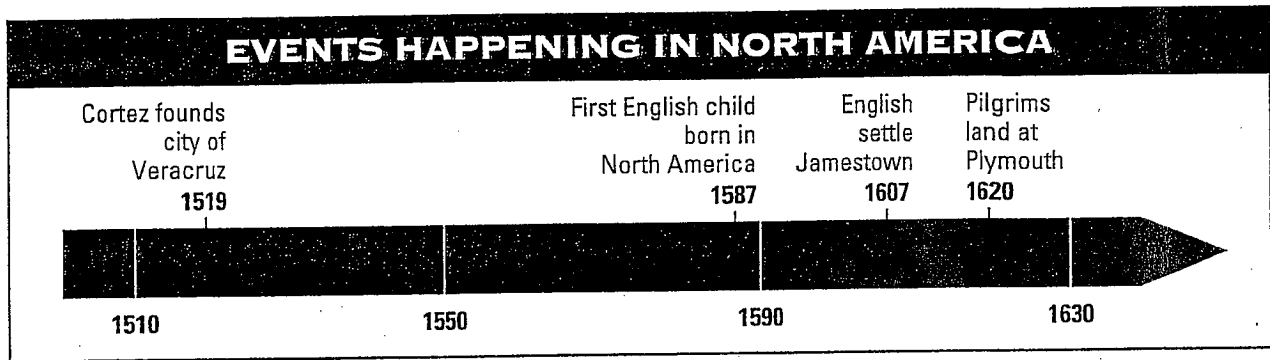 EVENTS HAPPENING IN NORTH AMERICA
Cortez founds
city of
Veracruz
1519
First English child
born in
North America
1587
English
settle
Jamestown
1607
Pilgrims
land at
Plymouth
1620
1510
1550
1590
1630